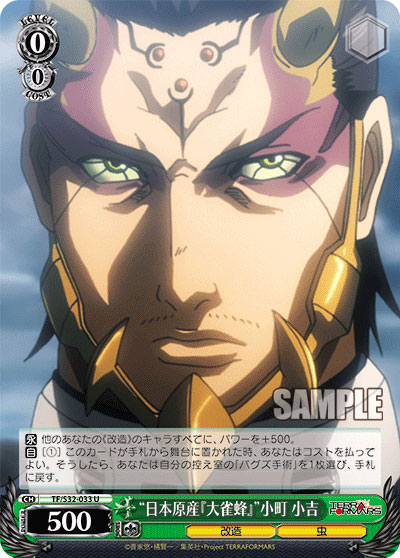 LEVEL
0
0
COST
SAMPLE
永 他のあなたの《改造》のキャラすべてに、パワーを+500。
自 [①] このカードが手札から舞台に置かれた時、あなたはコストを払って
よい。そうしたら、あなたは自分の控え室の「バグズ手術」を1枚選び、手札
に戻す。
CH TF/S32-033 U
500
“日本原産『大雀蜂』”小町 小吉
TERRA FORMARS
改造 虫
©貴家悠・橘賢一／集英社・Project TERRAFORMARS